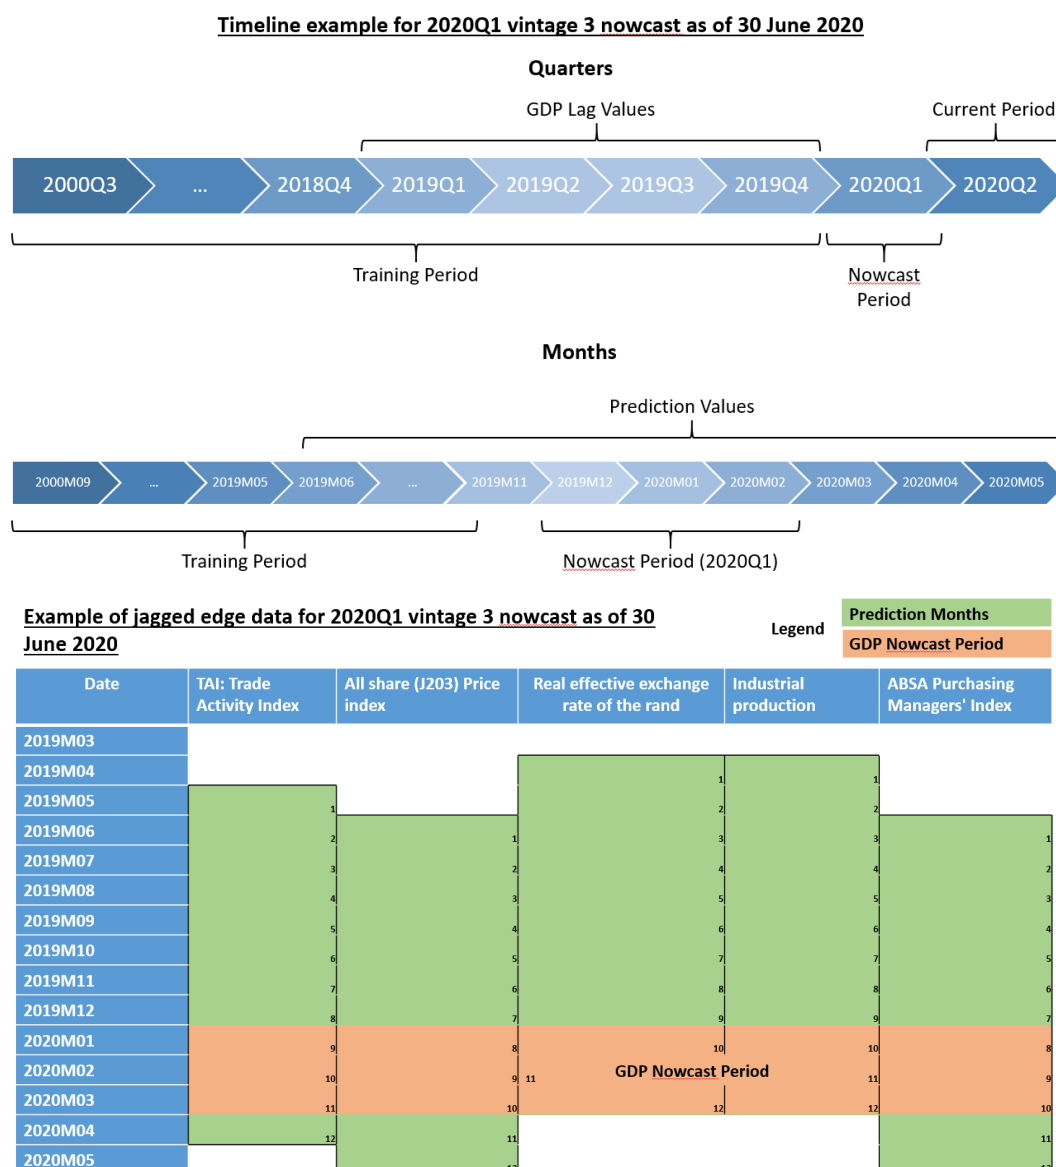 Timeline example for 2020Q1 vintage 3 nowcast as of 30 June 2020
Quarters
GDP Lag Values
Current Period
2000Q3
...
2018Q4
2019Q1
2019Q2
2019Q3
2019Q4
2020Q1
2020Q2
Training Period
Nowcast
Period
Months
Prediction Values
2000M09
...
2019M05
2019M06
...
2019M11
2019M12
2020M01
2020M02
2020M03
2020M04
2020M05
Training Period
Nowcast Period (2020Q1)
Example of jagged edge data for 2020Q1 vintage 3 nowcast as of 30
June 2020
Legend
Prediction Months
GDP Nowcast Period
Date
TAI: Trade
Activity Index
All share (J203) Price
index
Real effective exchange
rate of the rand
Industrial
production
ABSA Purchasing
Managers' Index
2019M03
2019M04 1 1
2019M05 1 2 2
2019M06 2 1 3 3 1
2019M07 3 2 4 4 2
2019M08 4 3 5 5 3
2019M09 5 4 6 6 4
2019M10 6 5 7 7 5
2019M11 7 6 8 8 6
2019M12 8 7 9 9 7
2020M01 9 8 10 10 8
2020M02 10 9 11 GDP Nowcast Period 11 9
2020M03 11 10 12 12 10
2020M04 12 11 11
2020M05